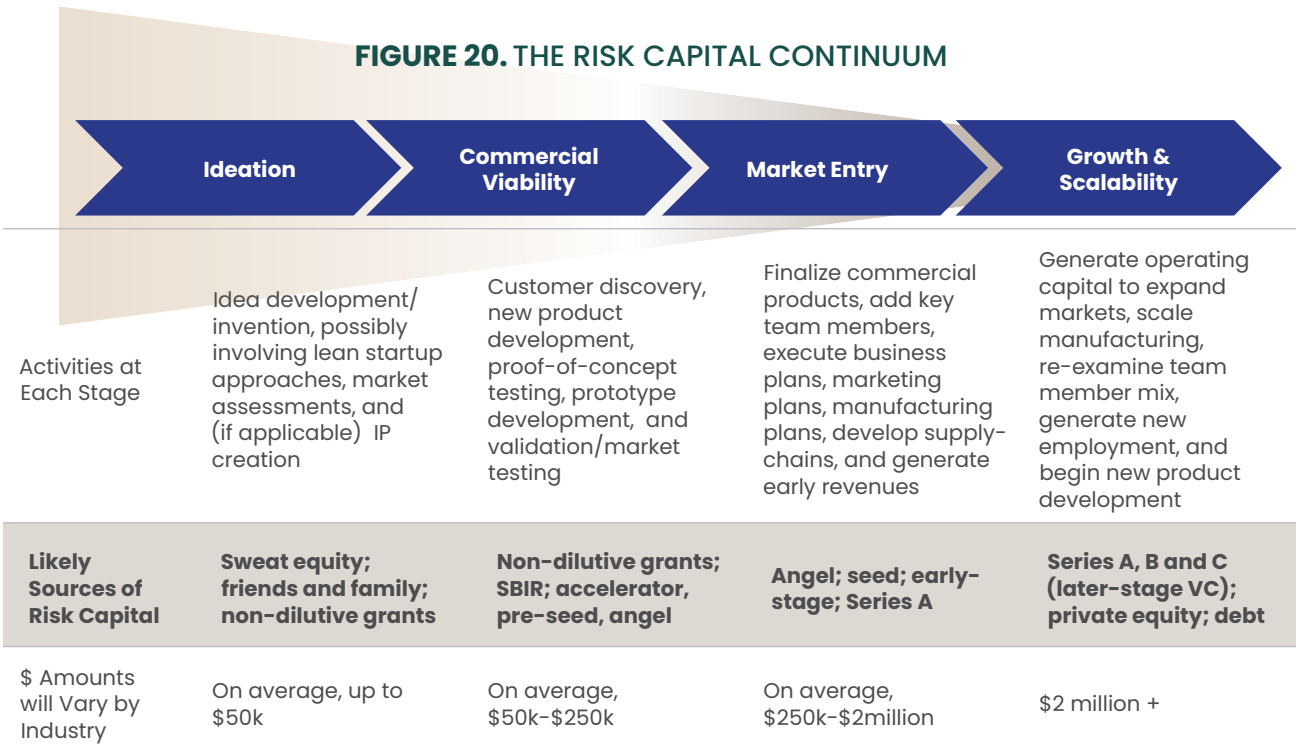 FIGURE 20. THE RISK CAPITAL CONTINUUM
Ideation
Commercial
Viability
Market Entry
Growth &
Scalability
Activities at
Each Stage
Idea development/
invention, possibly
involving lean startup
approaches, market
assessments, and
(if applicable) IP
creation
Customer discovery,
new product
development,
proof-of-concept
testing, prototype
development, and
validation/market
testing
Finalize commercial
products, add key
team members,
execute business
plans, marketing
plans, manufacturing
plans, develop supply-
chains, and generate
early revenues
Generate operating
capital to expand
markets, scale
manufacturing,
re-examine team
member mix,
generate new
employment, and
begin new product
development
Likely
Sources of
Risk Capital
Sweat equity;
friends and family;
non-dilutive grants
Non-dilutive grants;
SBIR; accelerator,
pre-seed, angel
Angel; seed; early-
stage; Series A
Series A, B and C
(later-stage VC);
private equity; debt
$ Amounts
will Vary by
Industry
On average, up to
$50k
On average,
$50k-$250k
On average,
$250k-$2million
$2 million +